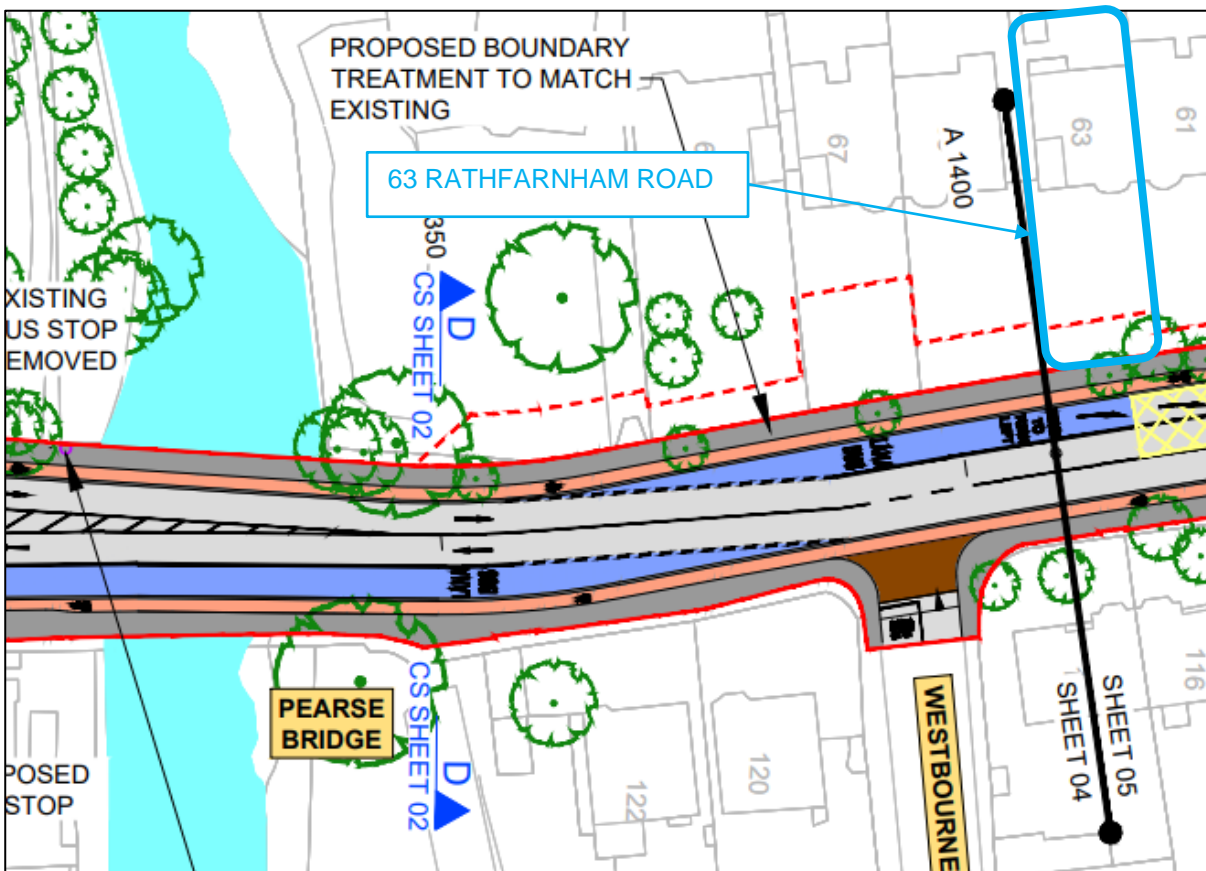 PROPOSED BOUNDARY
TREATMENT TO MATCH
EXISTING
63 RATHFARNHAM ROAD
67
A 1400
63
61
350
D
CS SHEET 02
XISTING
US STOP
EMOVED
PEARSE
BRIDGE
D
CS SHEET 02
POSED
STOP
122
120
WESTBOURNE
SHEET 05
SHEET 04
116